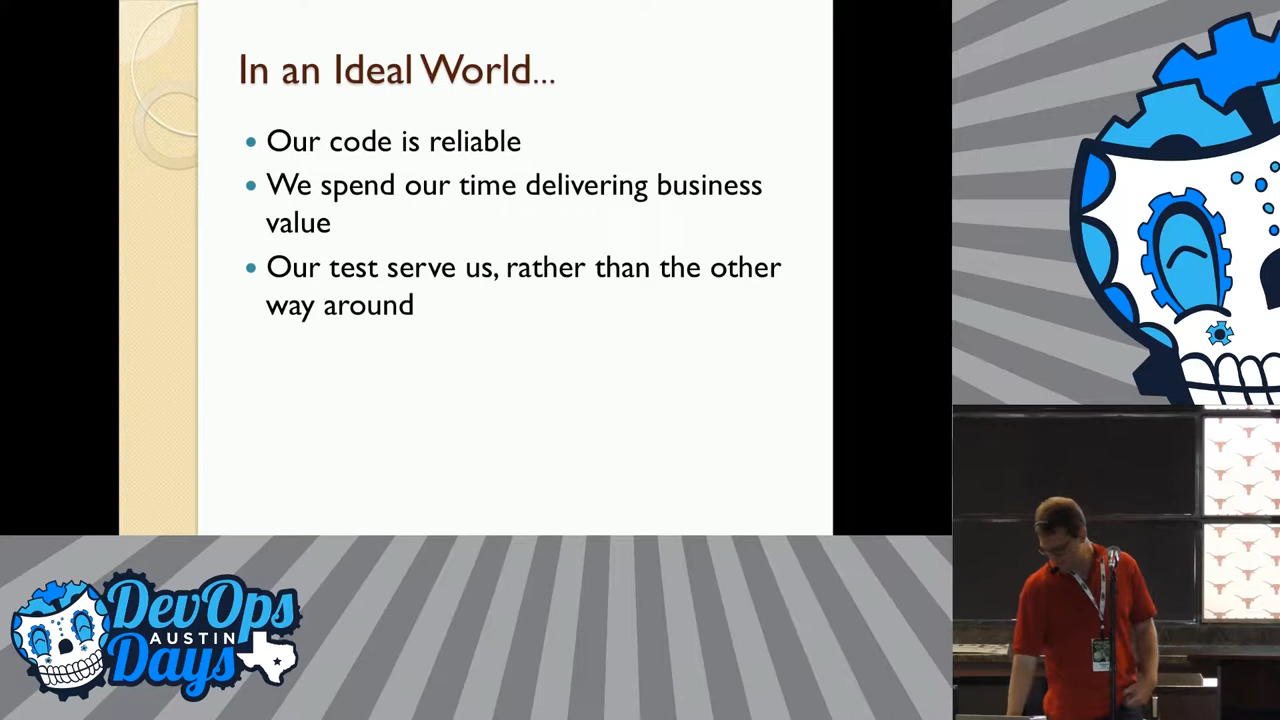 In an Ideal World...
• Our code is reliable
• We spend our time delivering business
value
• Our test serve us, rather than the other
way around
DevOps
AUSTIN
Days